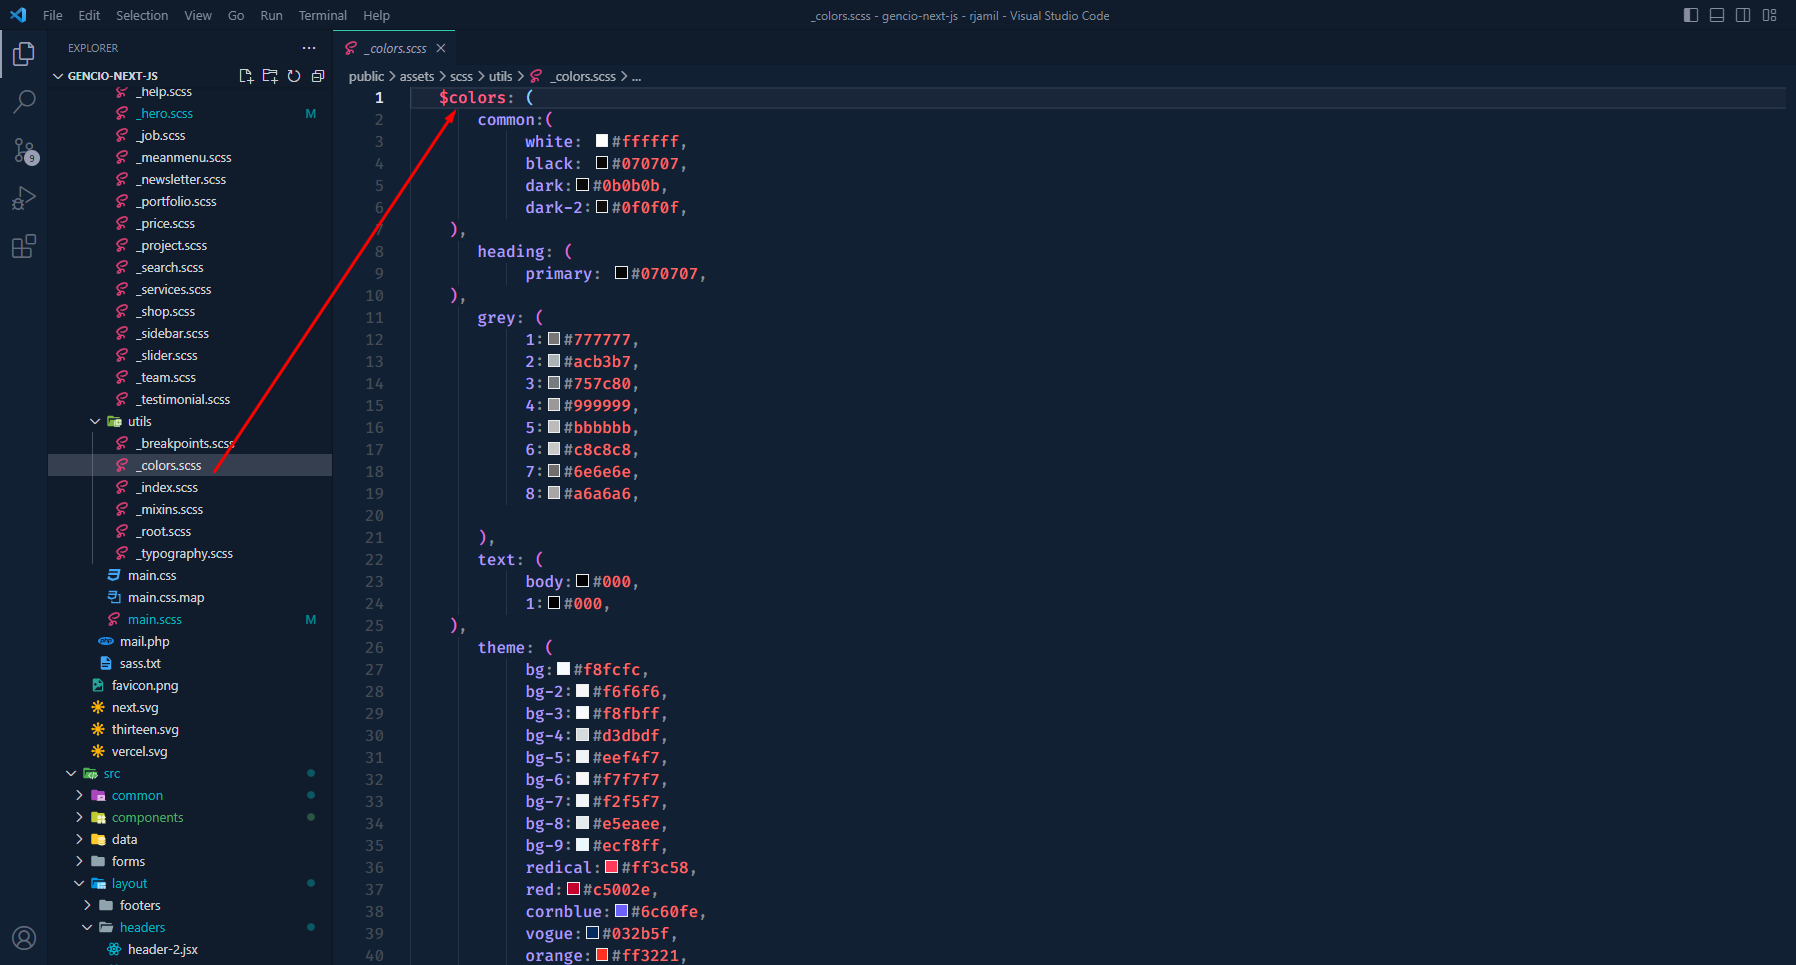 File Edit Selection View Go Run Terminal Help
_colors.scss - gencio-next-js - rjamil - Visual Studio Code
EXPLORER
GENCIO-NEXT-JS
_help.scss
_hero.scss M
_job.scss
_meanmenu.scss
_newsletter.scss
_portfolio.scss
_price.scss
_project.scss
_search.scss
_services.scss
_shop.scss
_sidebar.scss
_slider.scss
_team.scss
_testimonial.scss
utils
_breakpoints.scss
_colors.scss
_index.scss
_mixins.scss
_root.scss
_typography.scss
main.css
main.css.map
main.scss M
mail.php
sass.txt
favicon.png
next.svg
thirteen.svg
vercel.svg
src
common
components
data
forms
layout
footers
headers
header-2.jsx
9
_colors.scss
public > assets > scss > utils > _colors.scss > ...
1 $colors: (
2 common:(
3 white: #ffffff,
4 black: #070707,
5 dark:#0b0b0b,
6 dark-2:#0f0f0f,
7 ),
8 heading: (
9 primary: #070707,
10 ),
11 grey: (
12 1:#777777,
13 2:#acb3b7,
14 3:#757c80,
15 4:#999999,
16 5:#bbbbbb,
17 6:#c8c8c8,
18 7:#6e6e6e,
19 8:#a6a6a6,
20
21 ),
22 text: (
23 body:#000,
24 1:#000,
25 ),
26 theme: (
27 bg:#f8fcfc,
28 bg-2:#f6f6f6,
29 bg-3:#f8fbff,
30 bg-4:#d3dbdf,
31 bg-5:#eef4f7,
32 bg-6:#f7f7f7,
33 bg-7:#f2f5f7,
34 bg-8:#e5eaee,
35 bg-9:#ecf8ff,
36 redical:#ff3c58,
37 red:#c5002e,
38 cornblue:#6c60fe,
39 vogue:#032b5f,
40 orange:#ff3221,